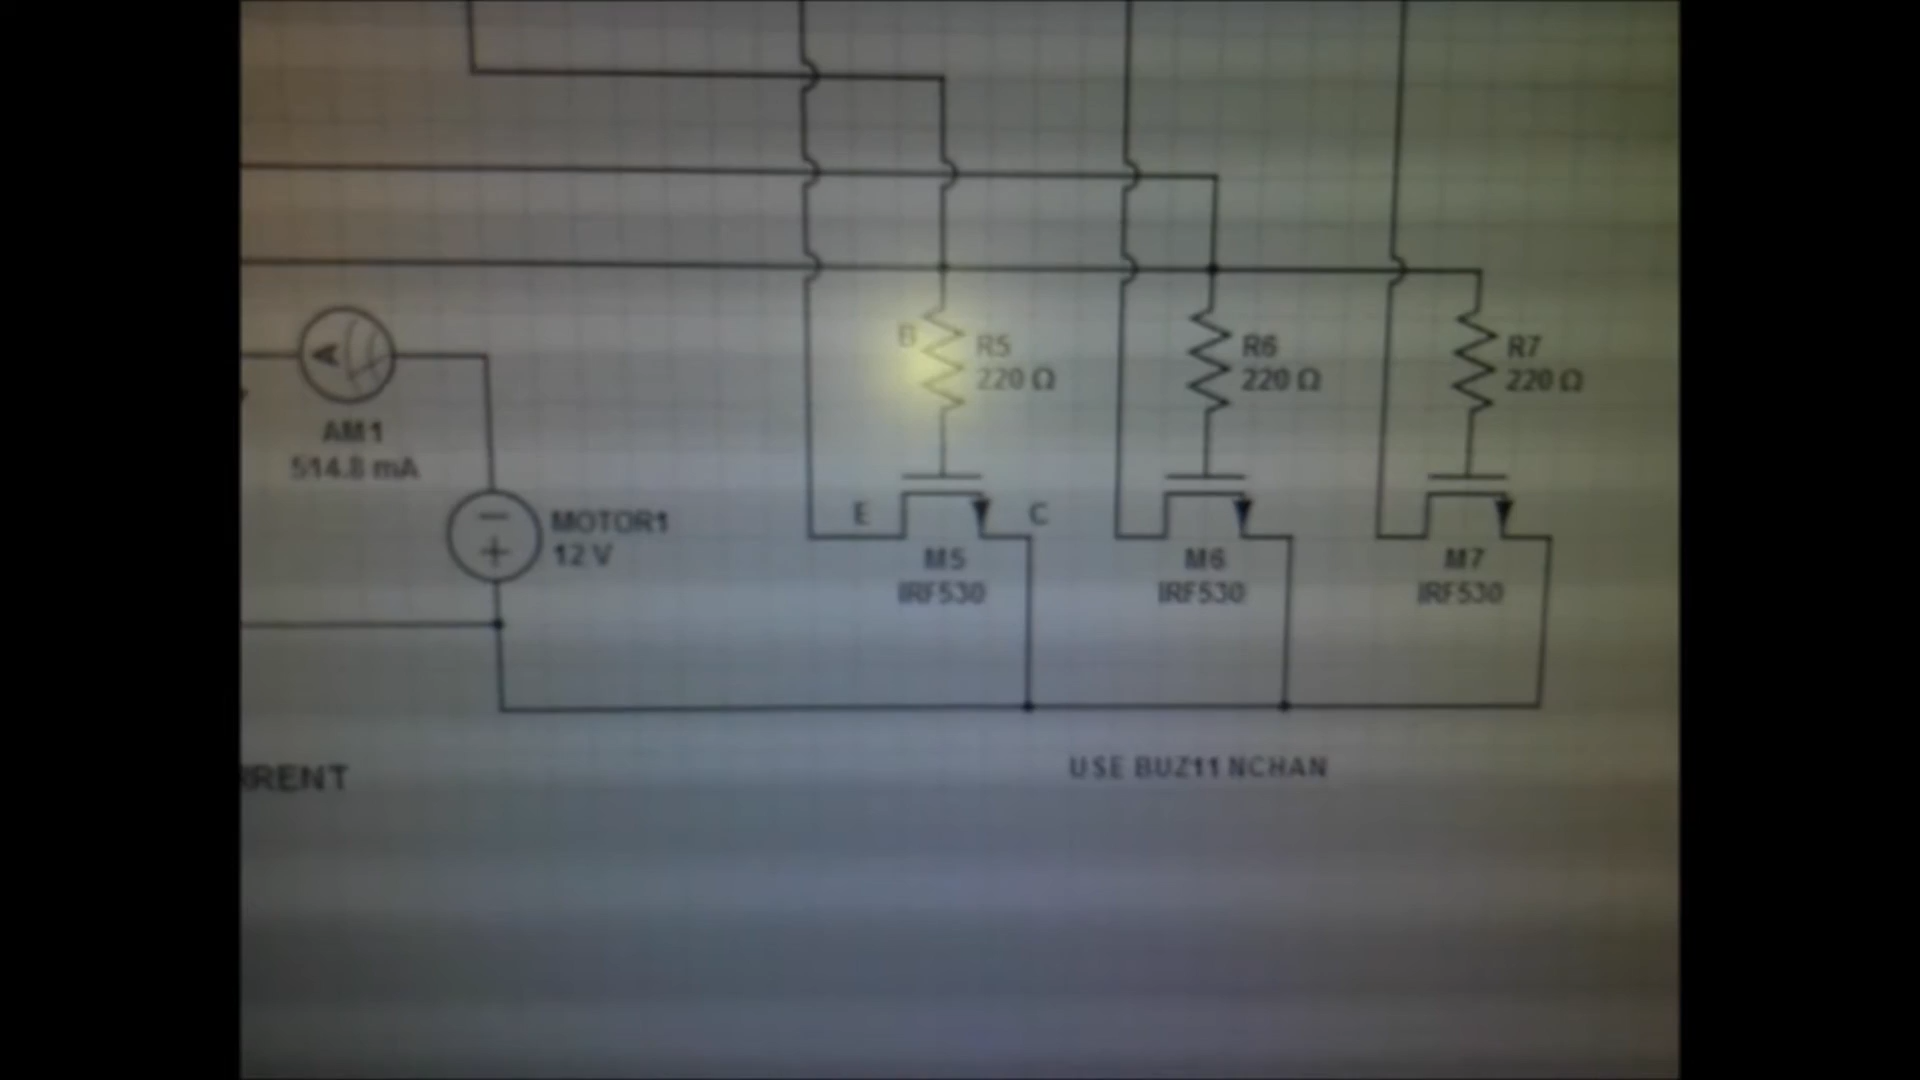 B
R5
220 Ω
R6
220 Ω
R7
220 Ω
A
AM1
514.8 mA
MOTOR1
12 V
E
C
M5
IRF530
M6
IRF530
M7
IRF530
USE BUZ11 NCHAN